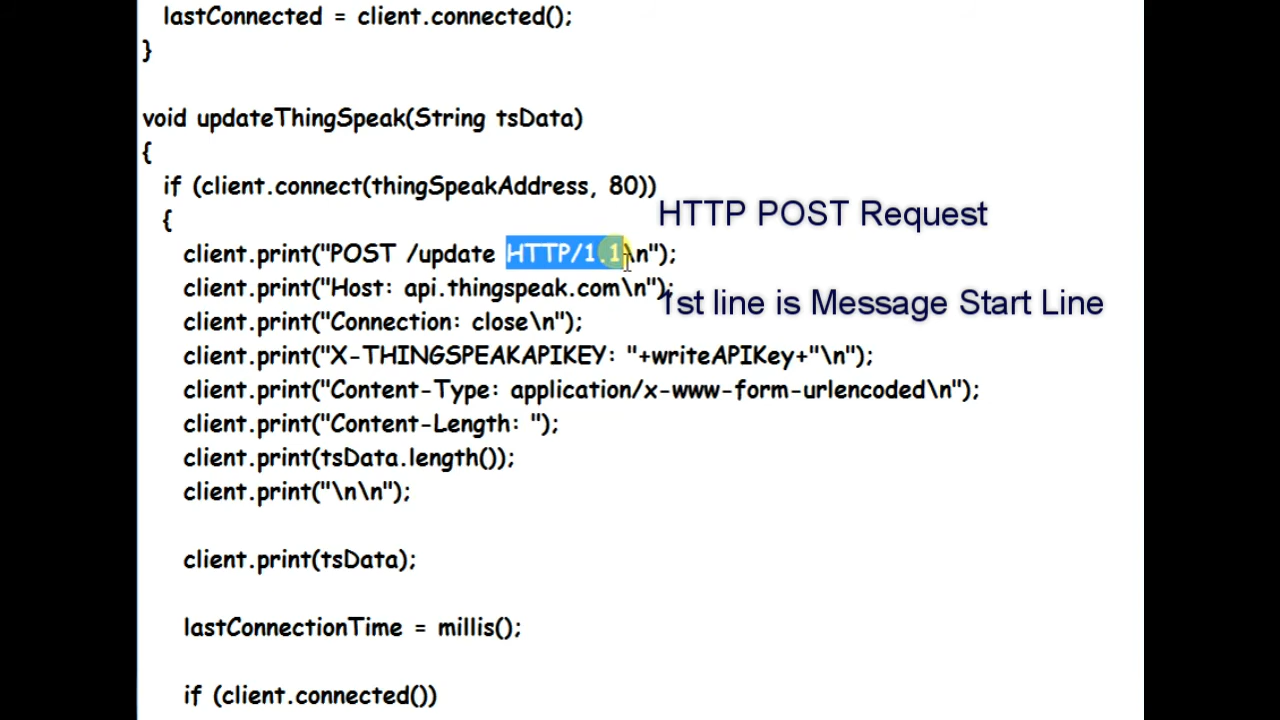 lastConnected = client.connected();
}
void updateThingSpeak(String tsData)
{
if (client.connect(thingSpeakAddress, 80))
{
HTTP POST Request
client.print("POST /update HTTP/1.1\n");
client.print("Host: api.thingspeak.com\n");
1st line is Message Start Line
client.print("Connection: close\n");
client.print("X-THINGSPEAKAPIKEY: "+writeAPIKey+"\n");
client.print("Content-Type: application/x-www-form-urlencoded\n");
client.print("Content-Length: ");
client.print(tsData.length());
client.print("\n\n");
client.print(tsData);
lastConnectionTime = millis();
if (client.connected())